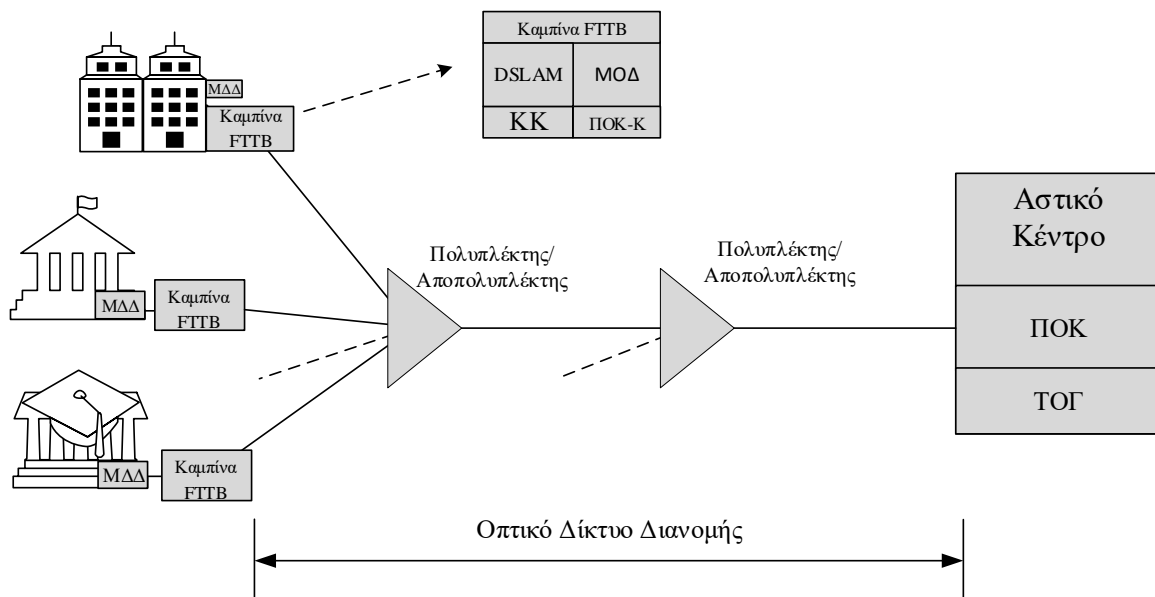 Καμπίνα FTTB
DSLAM
ΜΟΔ
ΚΚ
ΠΟΚ-Κ
ΜΔΔ
Καμπίνα
FTTB
Αστικό
Κέντρο
ΠΟΚ
ΤΟΓ
Πολυπλέκτης/
Αποπολυπλέκτης
Πολυπλέκτης/
Αποπολυπλέκτης
ΜΔΔ
Καμπίνα
FTTB
ΜΔΔ
Καμπίνα
FTTB
Οπτικό Δίκτυο Διανομής